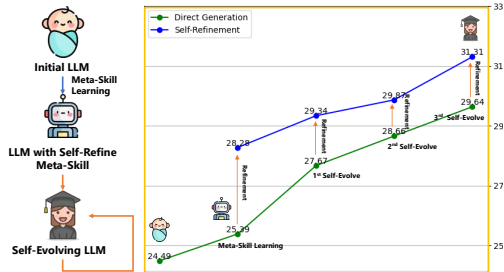 Initial LLM
Meta-Skill
Learning
LLM with Self-Refine
Meta-Skill
Self-Evolving LLM
Direct Generation
Self-Refinement
33
31
29
27
25
31.31
29.87
29.34
28.28
29.64
28.66
27.67
25.39
24.49
Refinement
Refinement
Refinement
Refinement
3rd Self-Evolve
2nd Self-Evolve
1st Self-Evolve
Meta-Skill Learning